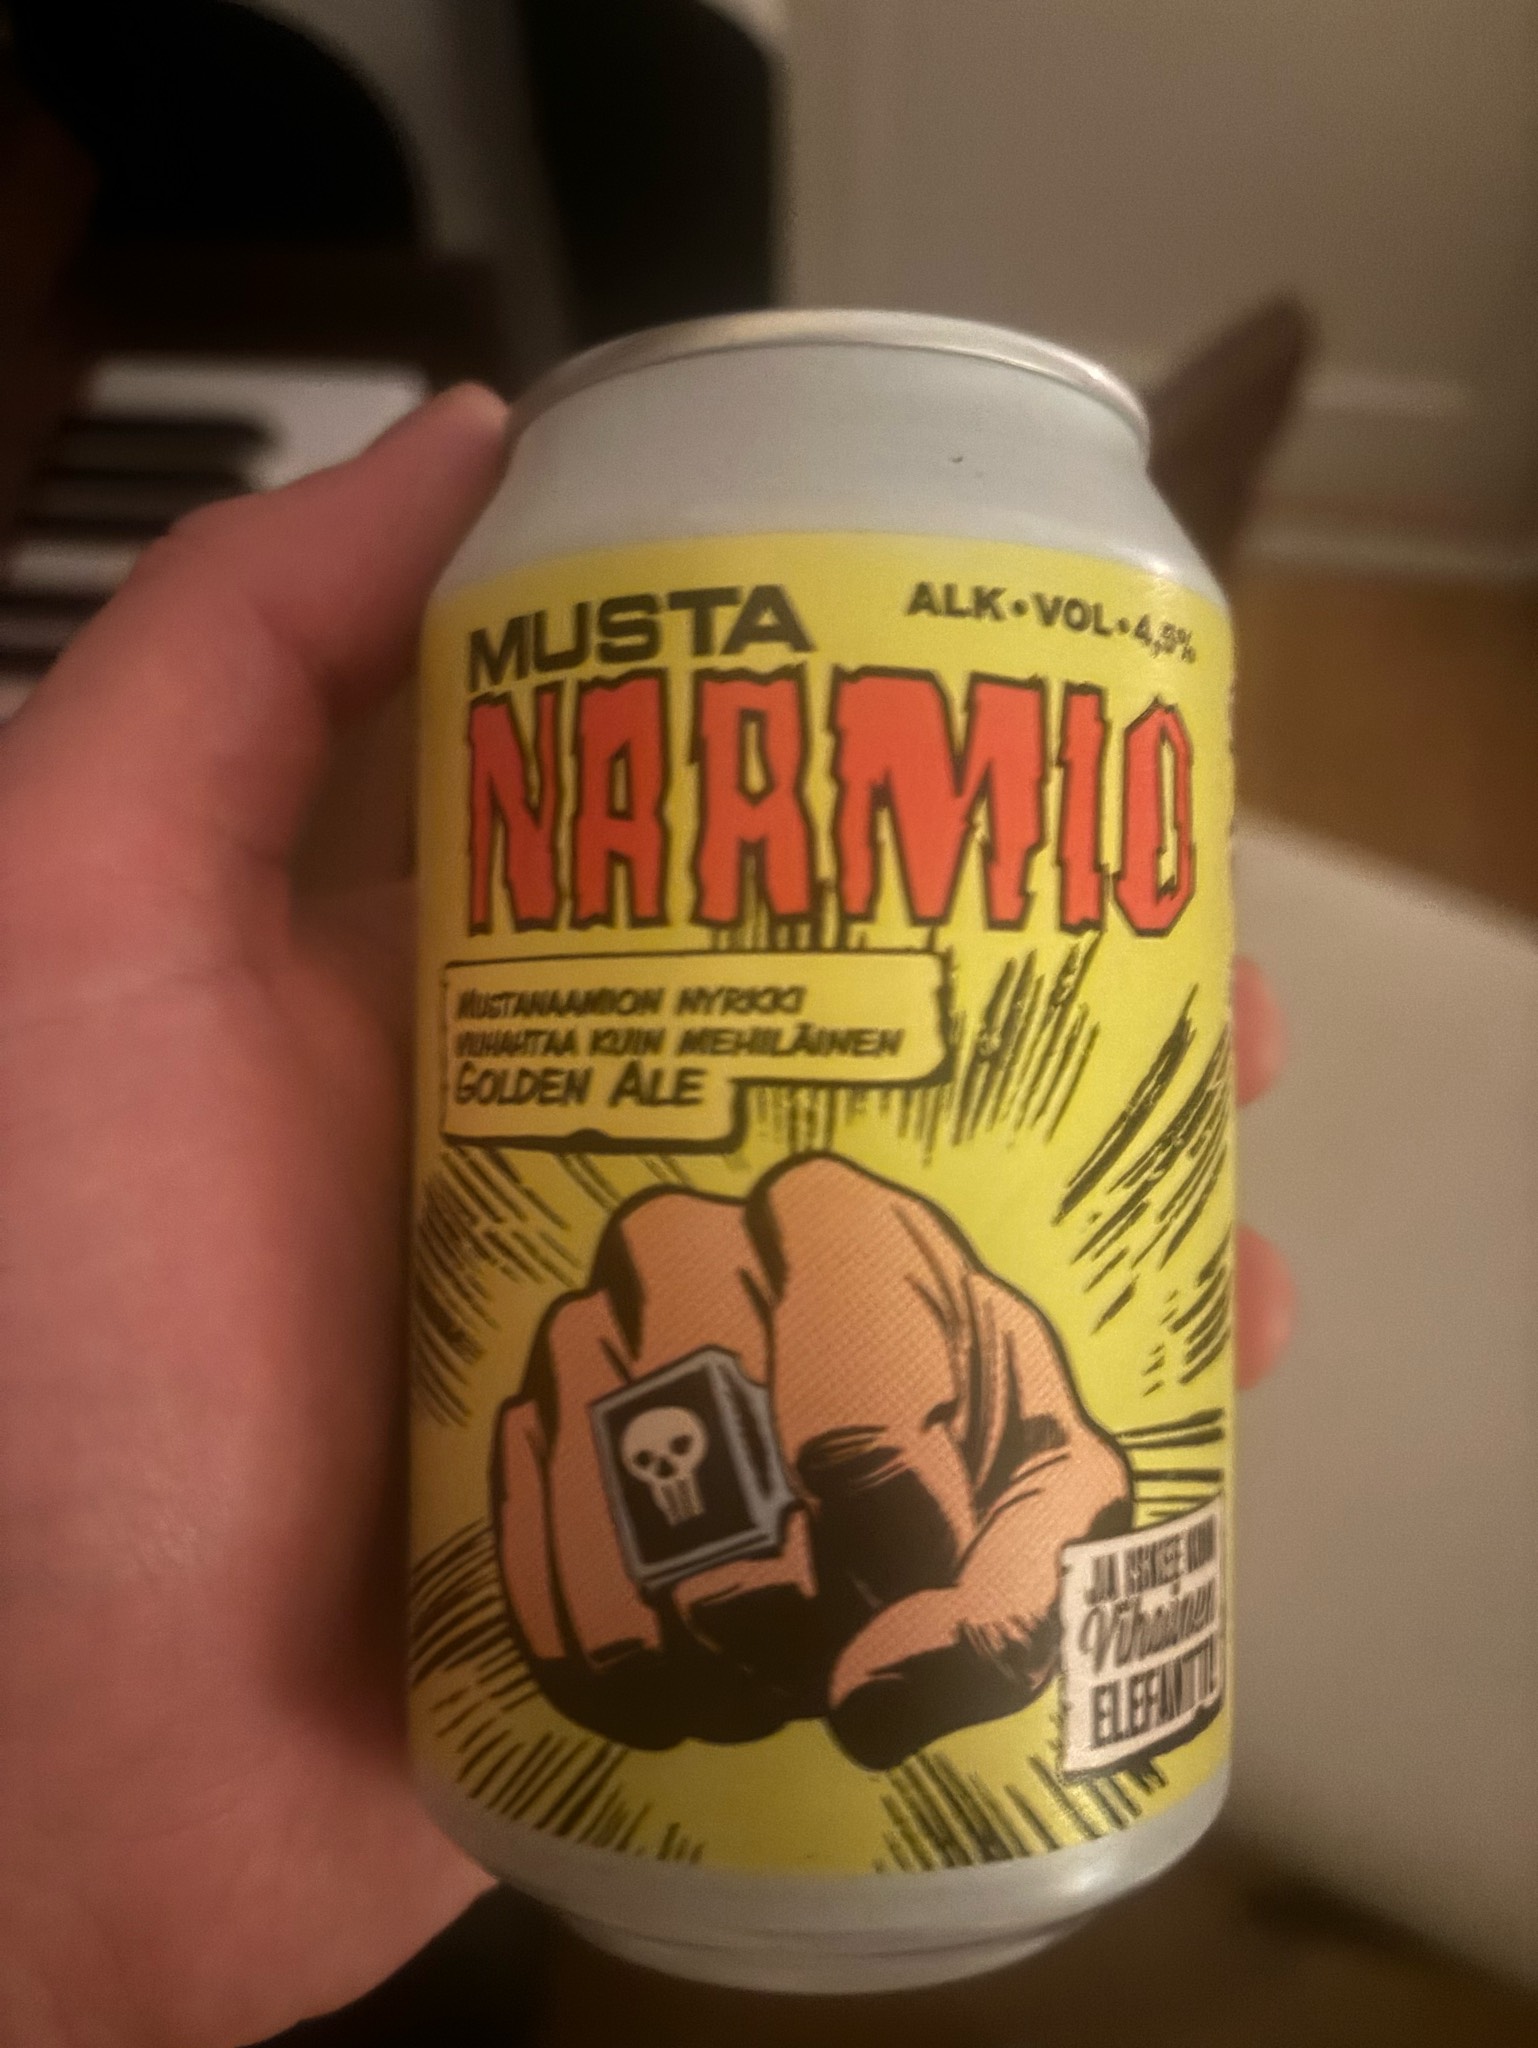 MUSTA
ALK•VOL•4,5%
NAAMIO
MUSTANAAMION NYRKKI
VIUHAHTAA KUIN MEHILÄINEN
GOLDEN ALE
JA ISKEE KUIN
Vihainen
ELEFANTTI!